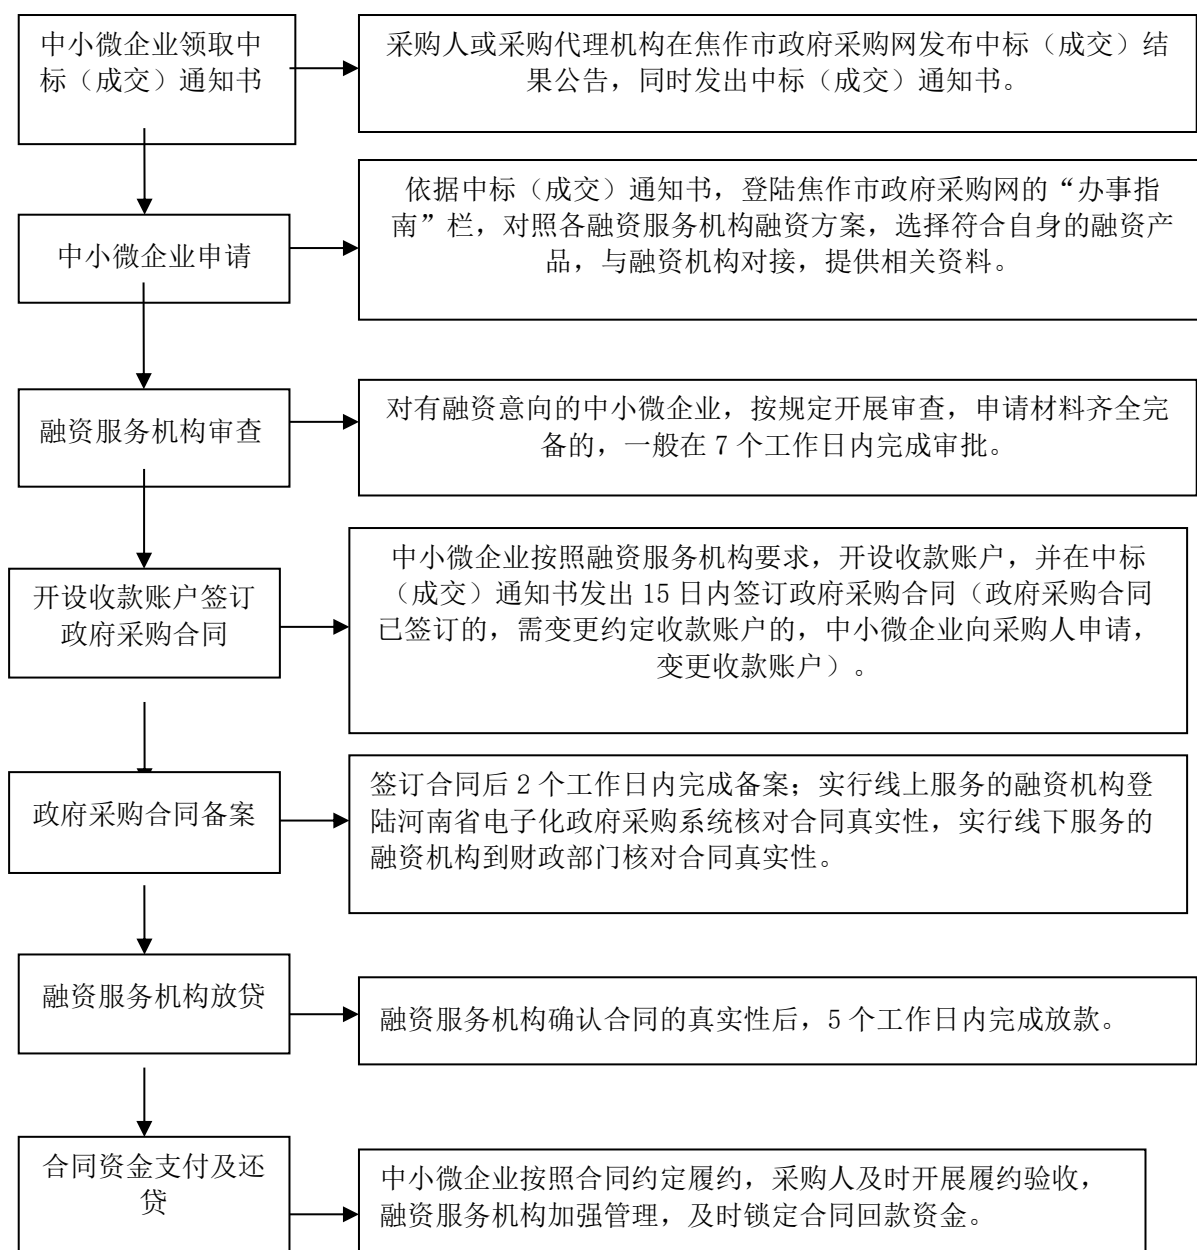 中小微企业领取中
标（成交）通知书
采购人或采购代理机构在焦作市政府采购网发布中标（成交）结
果公告，同时发出中标（成交）通知书。
中小微企业申请
依据中标（成交）通知书，登陆焦作市政府采购网的“办事指
南”栏，对照各融资服务机构融资方案，选择符合自身的融资产
品，与融资机构对接，提供相关资料。
融资服务机构审查
对有融资意向的中小微企业，按规定开展审查，申请材料齐全完
备的，一般在 7 个工作日内完成审批。
开设收款账户签订
政府采购合同
中小微企业按照融资服务机构要求，开设收款账户，并在中标
（成交）通知书发出 15 日内签订政府采购合同（政府采购合同
已签订的，需变更约定收款账户的，中小微企业向采购人申请，
变更收款账户）。
政府采购合同备案
签订合同后 2 个工作日内完成备案；实行线上服务的融资机构登
陆河南省电子化政府采购系统核对合同真实性，实行线下服务的
融资机构到财政部门核对合同真实性。
融资服务机构放贷
融资服务机构确认合同的真实性后，5 个工作日内完成放款。
合同资金支付及还
贷
中小微企业按照合同约定履约，采购人及时开展履约验收，
融资服务机构加强管理，及时锁定合同回款资金。